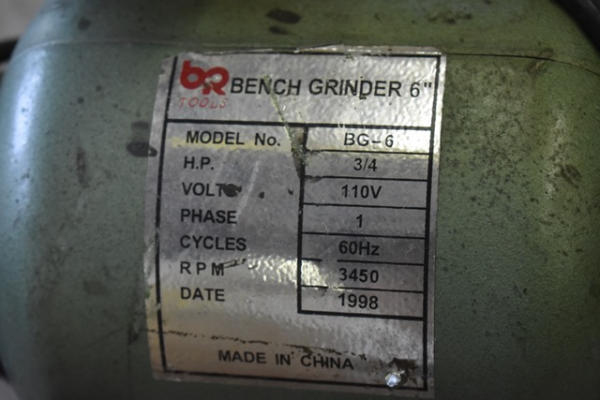 BR BENCH GRINDER 6"
TOOLS
MODEL No. BG-6
H.P. 3/4
VOLTS 110V
PHASE 1
CYCLES 60Hz
RPM 3450
DATE 1998
MADE IN CHINA